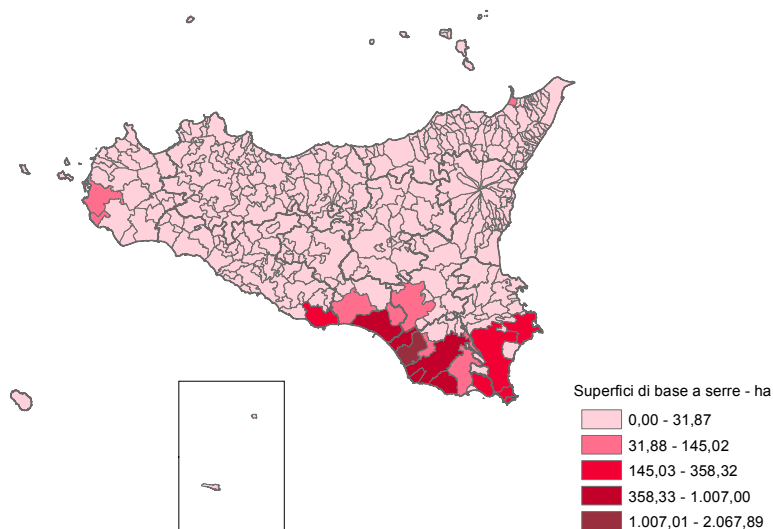 Superfici di base a serre - ha
0,00 - 31,87
31,88 - 145,02
145,03 - 358,32
358,33 - 1.007,00
1.007,01 - 2.067,89